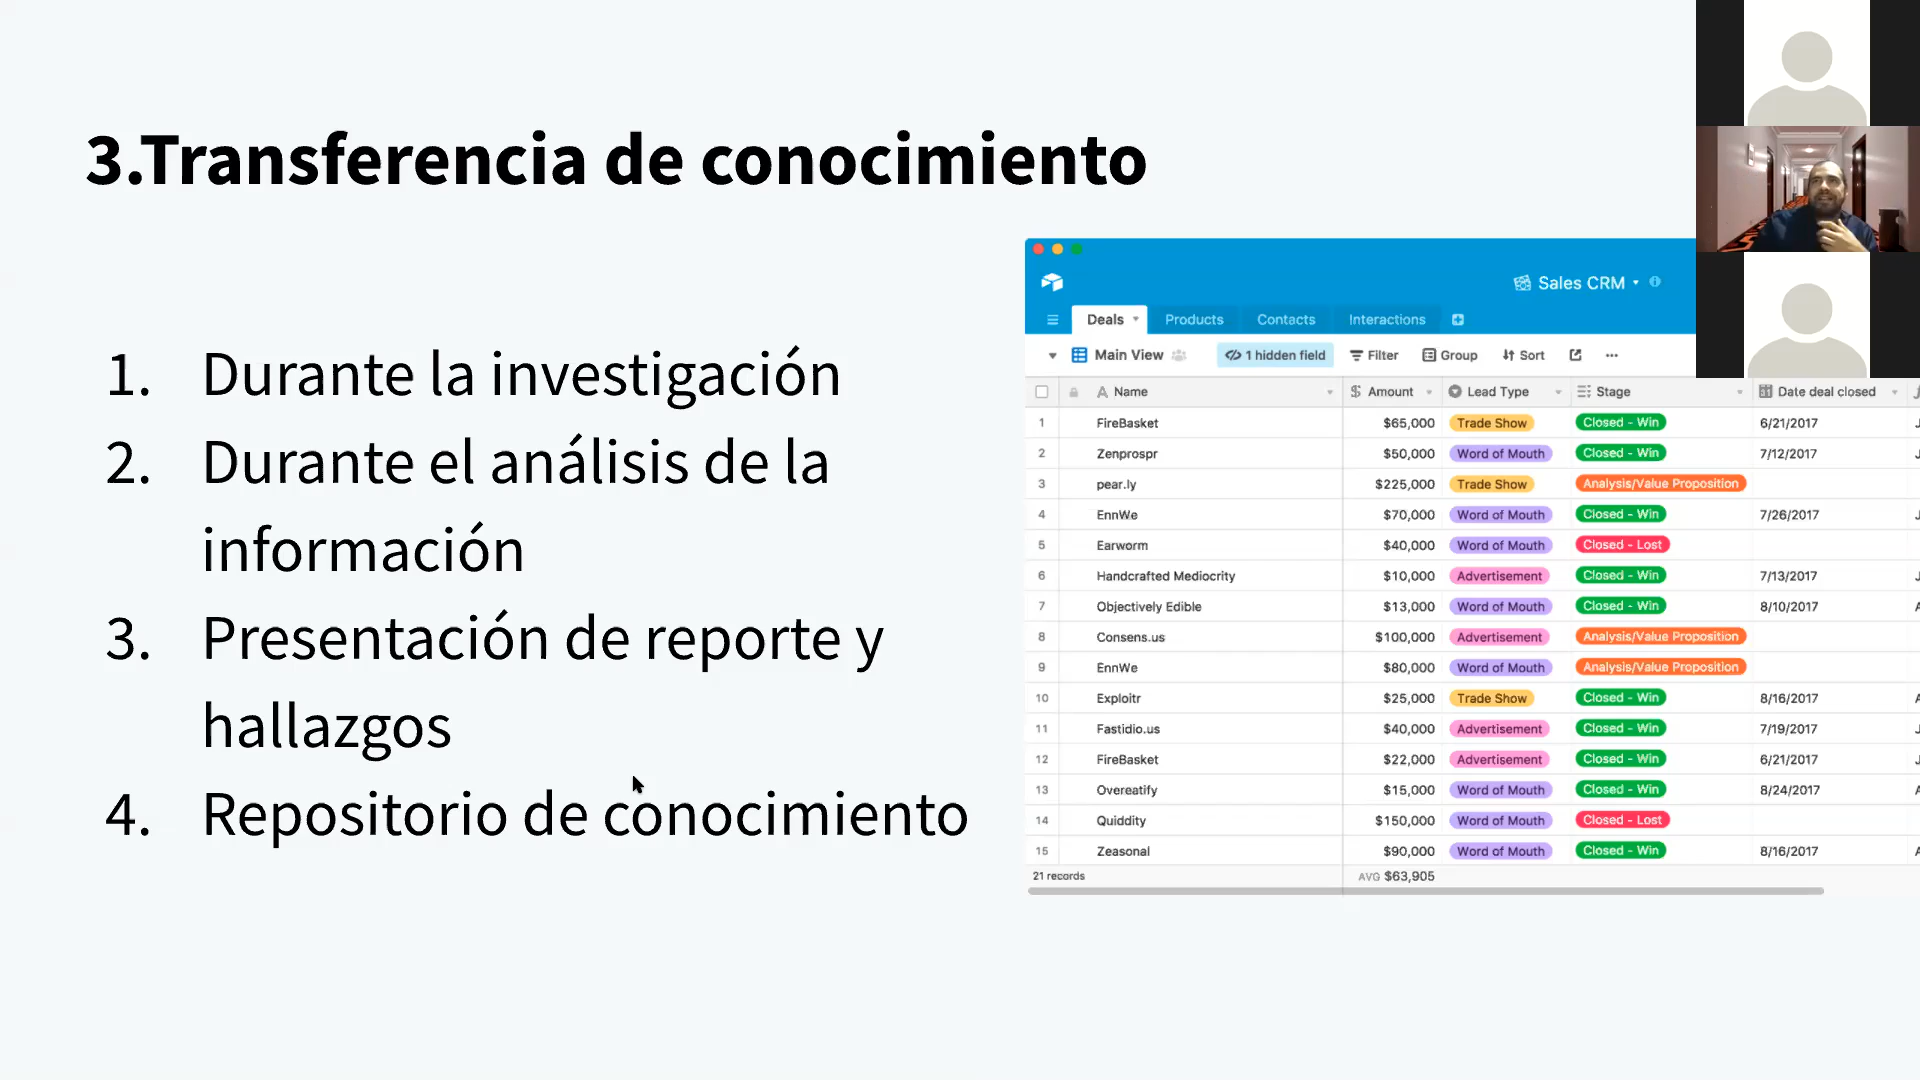 3.Transferencia de conocimiento
1. Durante la investigación
2. Durante el análisis de la
información
3. Presentación de reporte y
hallazgos
4. Repositorio de conocimiento
Sales CRM
Deals Products Contacts Interactions
Main View 1 hidden field Filter Group Sort
Name Amount Lead Type Stage Date deal closed
1 FireBasket $65,000 Trade Show Closed - Win 6/21/2017
2 Zenprospr $50,000 Word of Mouth Closed - Win 7/12/2017
3 pear.ly $225,000 Trade Show Analysis/Value Proposition
4 EnnWe $70,000 Word of Mouth Closed - Win 7/26/2017
5 Earworm $40,000 Word of Mouth Closed - Lost
6 Handcrafted Mediocrity $10,000 Advertisement Closed - Win 7/13/2017
7 Objectively Edible $13,000 Word of Mouth Closed - Win 8/10/2017
8 Consens.us $100,000 Advertisement Analysis/Value Proposition
9 EnnWe $80,000 Word of Mouth Analysis/Value Proposition
10 Exploitr $25,000 Trade Show Closed - Win 8/16/2017
11 Fastidio.us $40,000 Advertisement Closed - Win 7/19/2017
12 FireBasket $22,000 Advertisement Closed - Win 6/21/2017
13 Overeatify $15,000 Word of Mouth Closed - Win 8/24/2017
14 Quiddity $150,000 Word of Mouth Closed - Lost
15 Zeasonal $90,000 Word of Mouth Closed - Win 8/16/2017
21 records AVG $63,905